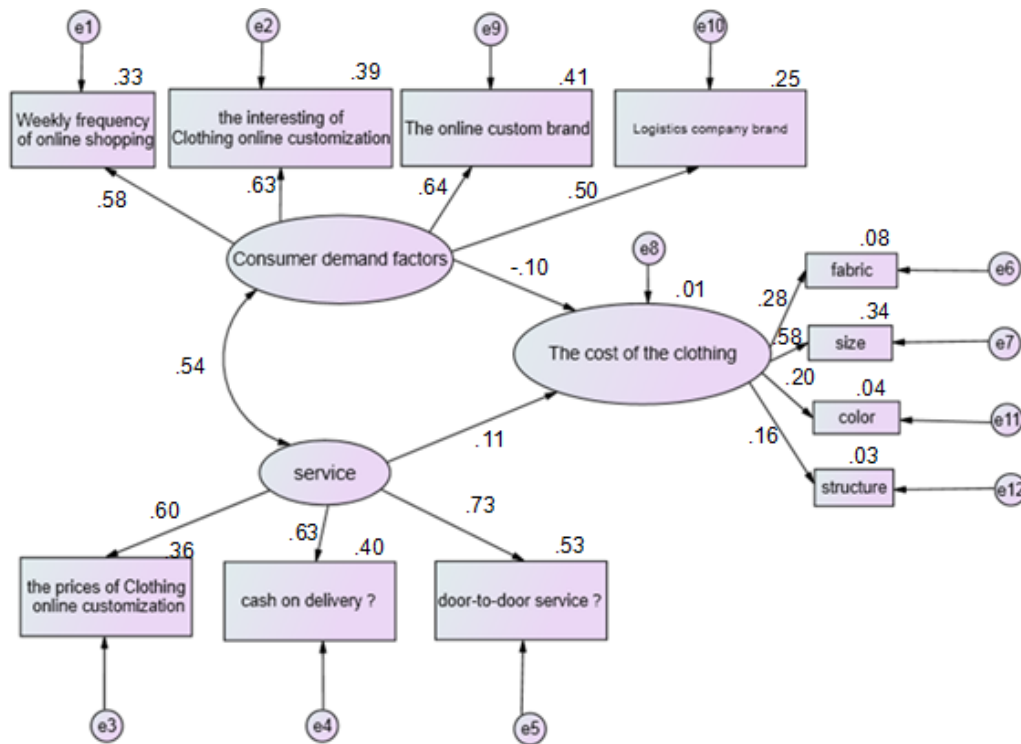 e1
e2
e9
e10
.33
.39
.41
.25
Weekly frequency
of online shopping
the interesting of
Clothing online customization
The online custom brand
Logistics company brand
.58
.63
.64
.50
Consumer demand factors
-.10
e8
.01
.08
fabric
e6
.28
.34
.58
size
e7
The cost of the clothing
.20
.04
color
e11
.16
.03
structure
e12
.54
.11
service
.60
.63
.73
.36
.40
.53
the prices of Clothing
online customization
cash on delivery ?
door-to-door service ?
e3
e4
e5